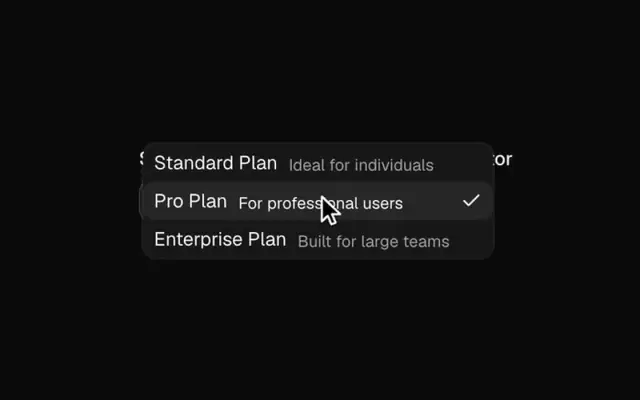 Standard Plan Ideal for individuals
Pro Plan For professional users
Enterprise Plan Built for large teams